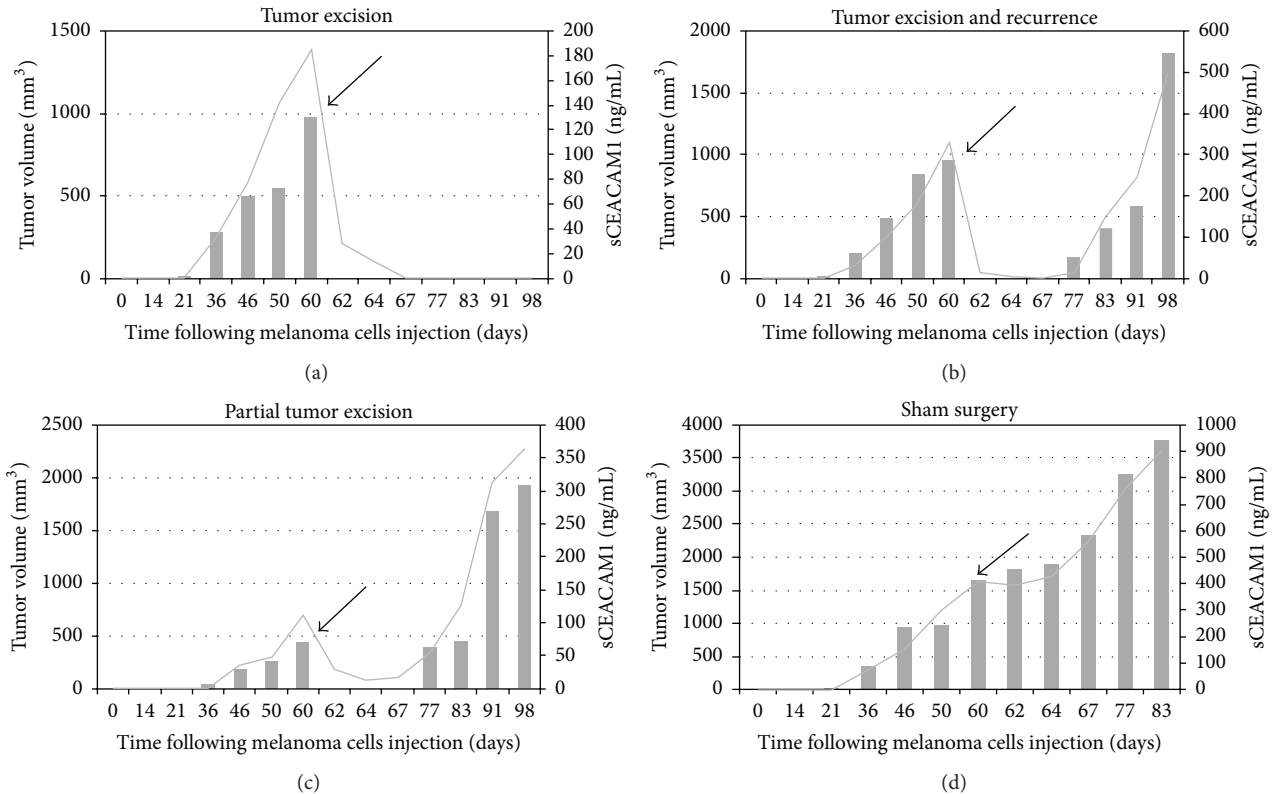 Tumor excision
1500
1000
500
0
200
180
160
140
120
100
80
60
40
20
0
Tumor volume (mm³)
sCEACAM1 (ng/mL)
0 14 21 36 46 50 60 62 64 67 77 83 91 98
Time following melanoma cells injection (days)
(a)
Tumor excision and recurrence
2000
1500
1000
500
0
600
500
400
300
200
100
0
Tumor volume (mm³)
sCEACAM1 (ng/mL)
0 14 21 36 46 50 60 62 64 67 77 83 91 98
Time following melanoma cells injection (days)
(b)
Partial tumor excision
2500
2000
1500
1000
500
0
400
350
300
250
200
150
100
50
0
Tumor volume (mm³)
sCEACAM1 (ng/mL)
0 14 21 36 46 50 60 62 64 67 77 83 91 98
Time following melanoma cells injection (days)
(c)
Sham surgery
4000
3500
3000
2500
2000
1500
1000
500
0
1000
900
800
700
600
500
400
300
200
100
0
Tumor volume (mm³)
sCEACAM1 (ng/mL)
0 14 21 36 46 50 60 62 64 67 77 83
Time following melanoma cells injection (days)
(d)